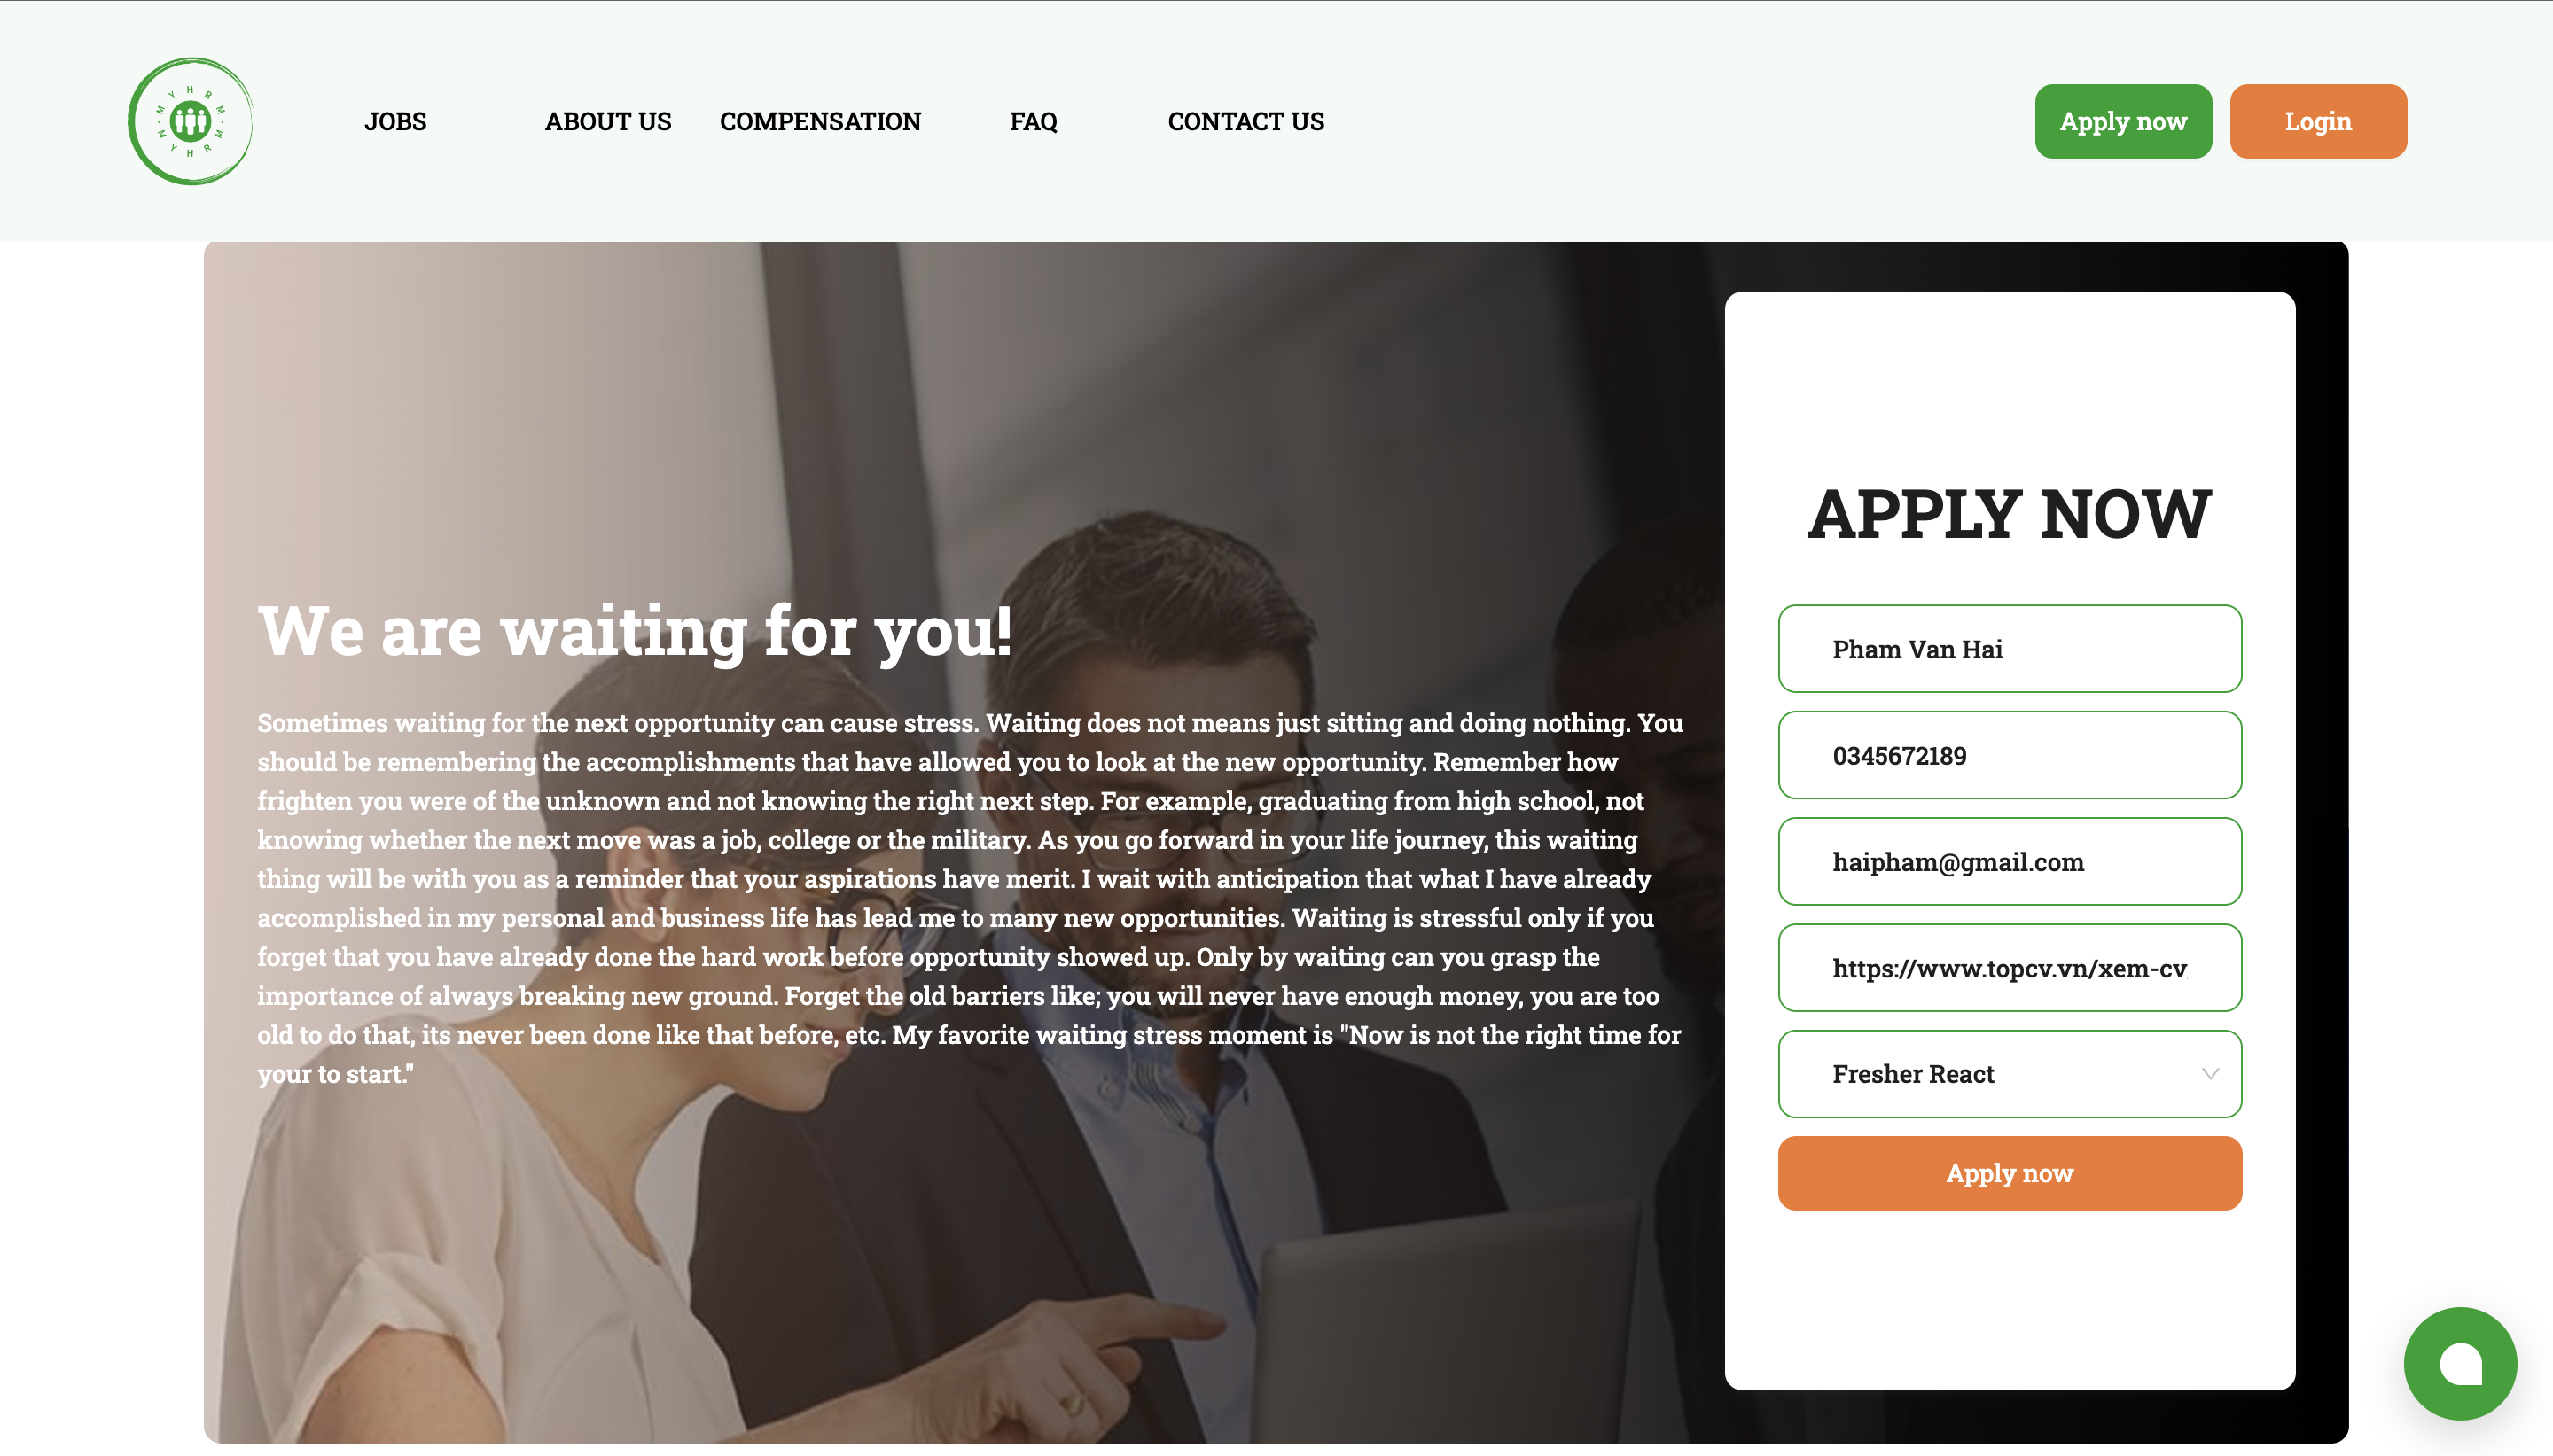 MYHRM · MYHRM ·
JOBS
ABOUT US
COMPENSATION
FAQ
CONTACT US
Apply now
Login
We are waiting for you!
Sometimes waiting for the next opportunity can cause stress. Waiting does not means just sitting and doing nothing. You
should be remembering the accomplishments that have allowed you to look at the new opportunity. Remember how
frighten you were of the unknown and not knowing the right next step. For example, graduating from high school, not
knowing whether the next move was a job, college or the military. As you go forward in your life journey, this waiting
thing will be with you as a reminder that your aspirations have merit. I wait with anticipation that what I have already
accomplished in my personal and business life has lead me to many new opportunities. Waiting is stressful only if you
forget that you have already done the hard work before opportunity showed up. Only by waiting can you grasp the
importance of always breaking new ground. Forget the old barriers like; you will never have enough money, you are too
old to do that, its never been done like that before, etc. My favorite waiting stress moment is "Now is not the right time for
your to start."
APPLY NOW
Pham Van Hai
0345672189
haipham@gmail.com
https://www.topcv.vn/xem-cv
Fresher React
Apply now